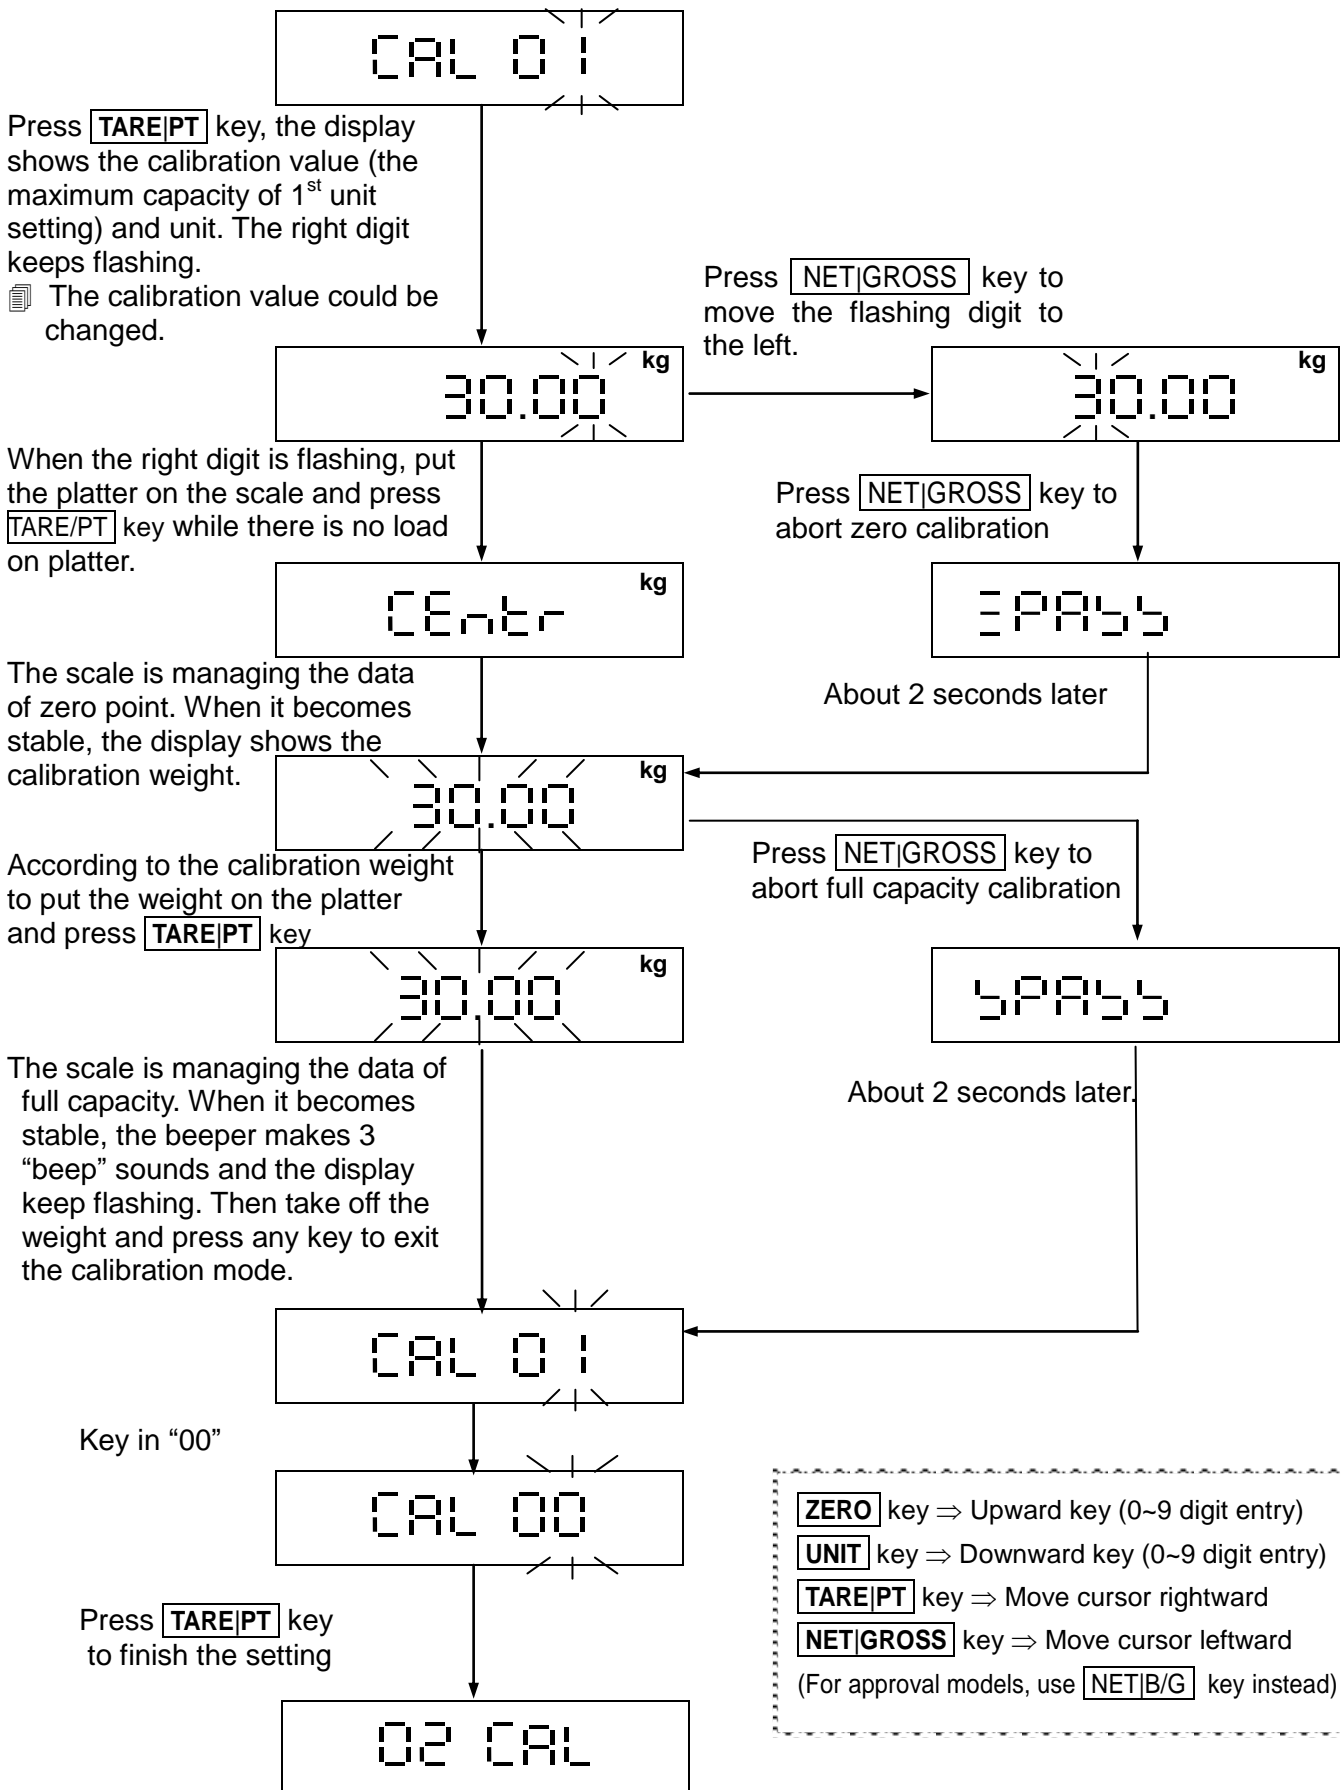 CAL 01
Press TARE|PT key, the display
shows the calibration value (the
maximum capacity of 1st unit
setting) and unit. The right digit
keeps flashing.
The calibration value could be
changed.
Press NET|GROSS key to
move the flashing digit to
the left.
30.00 kg
30.00 kg
When the right digit is flashing, put
the platter on the scale and press
TARE/PT key while there is no load
on platter.
Press NET|GROSS key to
abort zero calibration
CEntr kg
ΞPASS
The scale is managing the data
of zero point. When it becomes
stable, the display shows the
calibration weight.
About 2 seconds later
30.00 kg
According to the calibration weight
to put the weight on the platter
and press TARE|PT key
Press NET|GROSS key to
abort full capacity calibration
30.00 kg
SPASS
The scale is managing the data of
full capacity. When it becomes
stable, the beeper makes 3
“beep” sounds and the display
keep flashing. Then take off the
weight and press any key to exit
the calibration mode.
About 2 seconds later.
CAL 01
Key in “00”
CAL 00
Press TARE|PT key
to finish the setting
02 CAL
ZERO key ⇒ Upward key (0~9 digit entry)
UNIT key ⇒ Downward key (0~9 digit entry)
TARE|PT key ⇒ Move cursor rightward
NET|GROSS key ⇒ Move cursor leftward
(For approval models, use NET|B/G key instead)